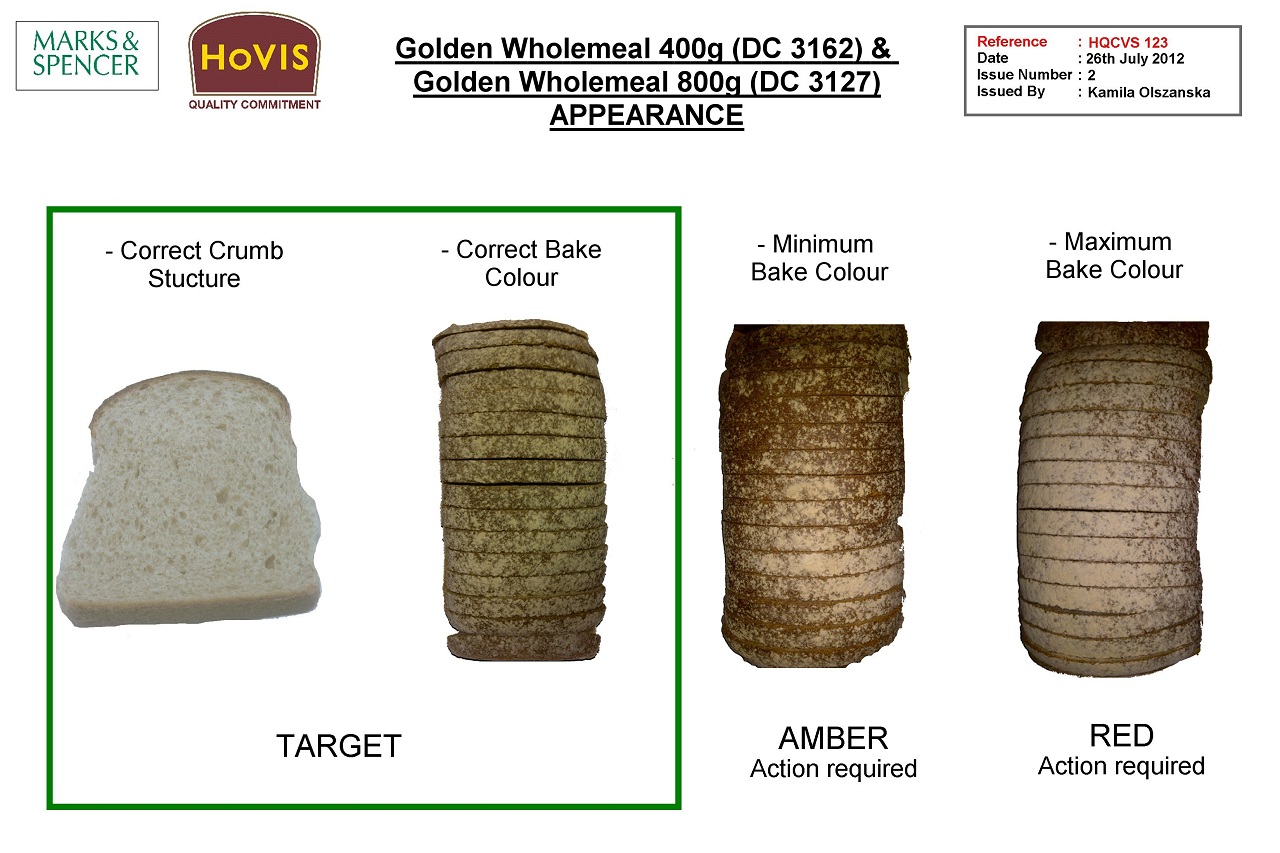 MARKS &
SPENCER
HOVIS
QUALITY COMMITMENT
Golden Wholemeal 400g (DC 3162) &
Golden Wholemeal 800g (DC 3127)
APPEARANCE
Reference : HQCVS 123
Date : 26th July 2012
Issue Number : 2
Issued By : Kamila Olszanska
- Correct Crumb
Stucture
- Correct Bake
Colour
- Minimum
Bake Colour
- Maximum
Bake Colour
TARGET
AMBER
Action required
RED
Action required